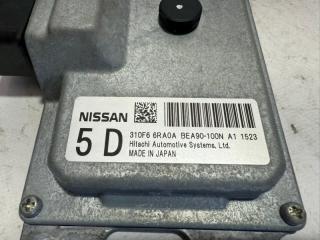 NISSAN
5 D
310F6 6RA0A BEA90-100N A1 1523
Hitachi Automotive Systems, Ltd.
MADE IN JAPAN